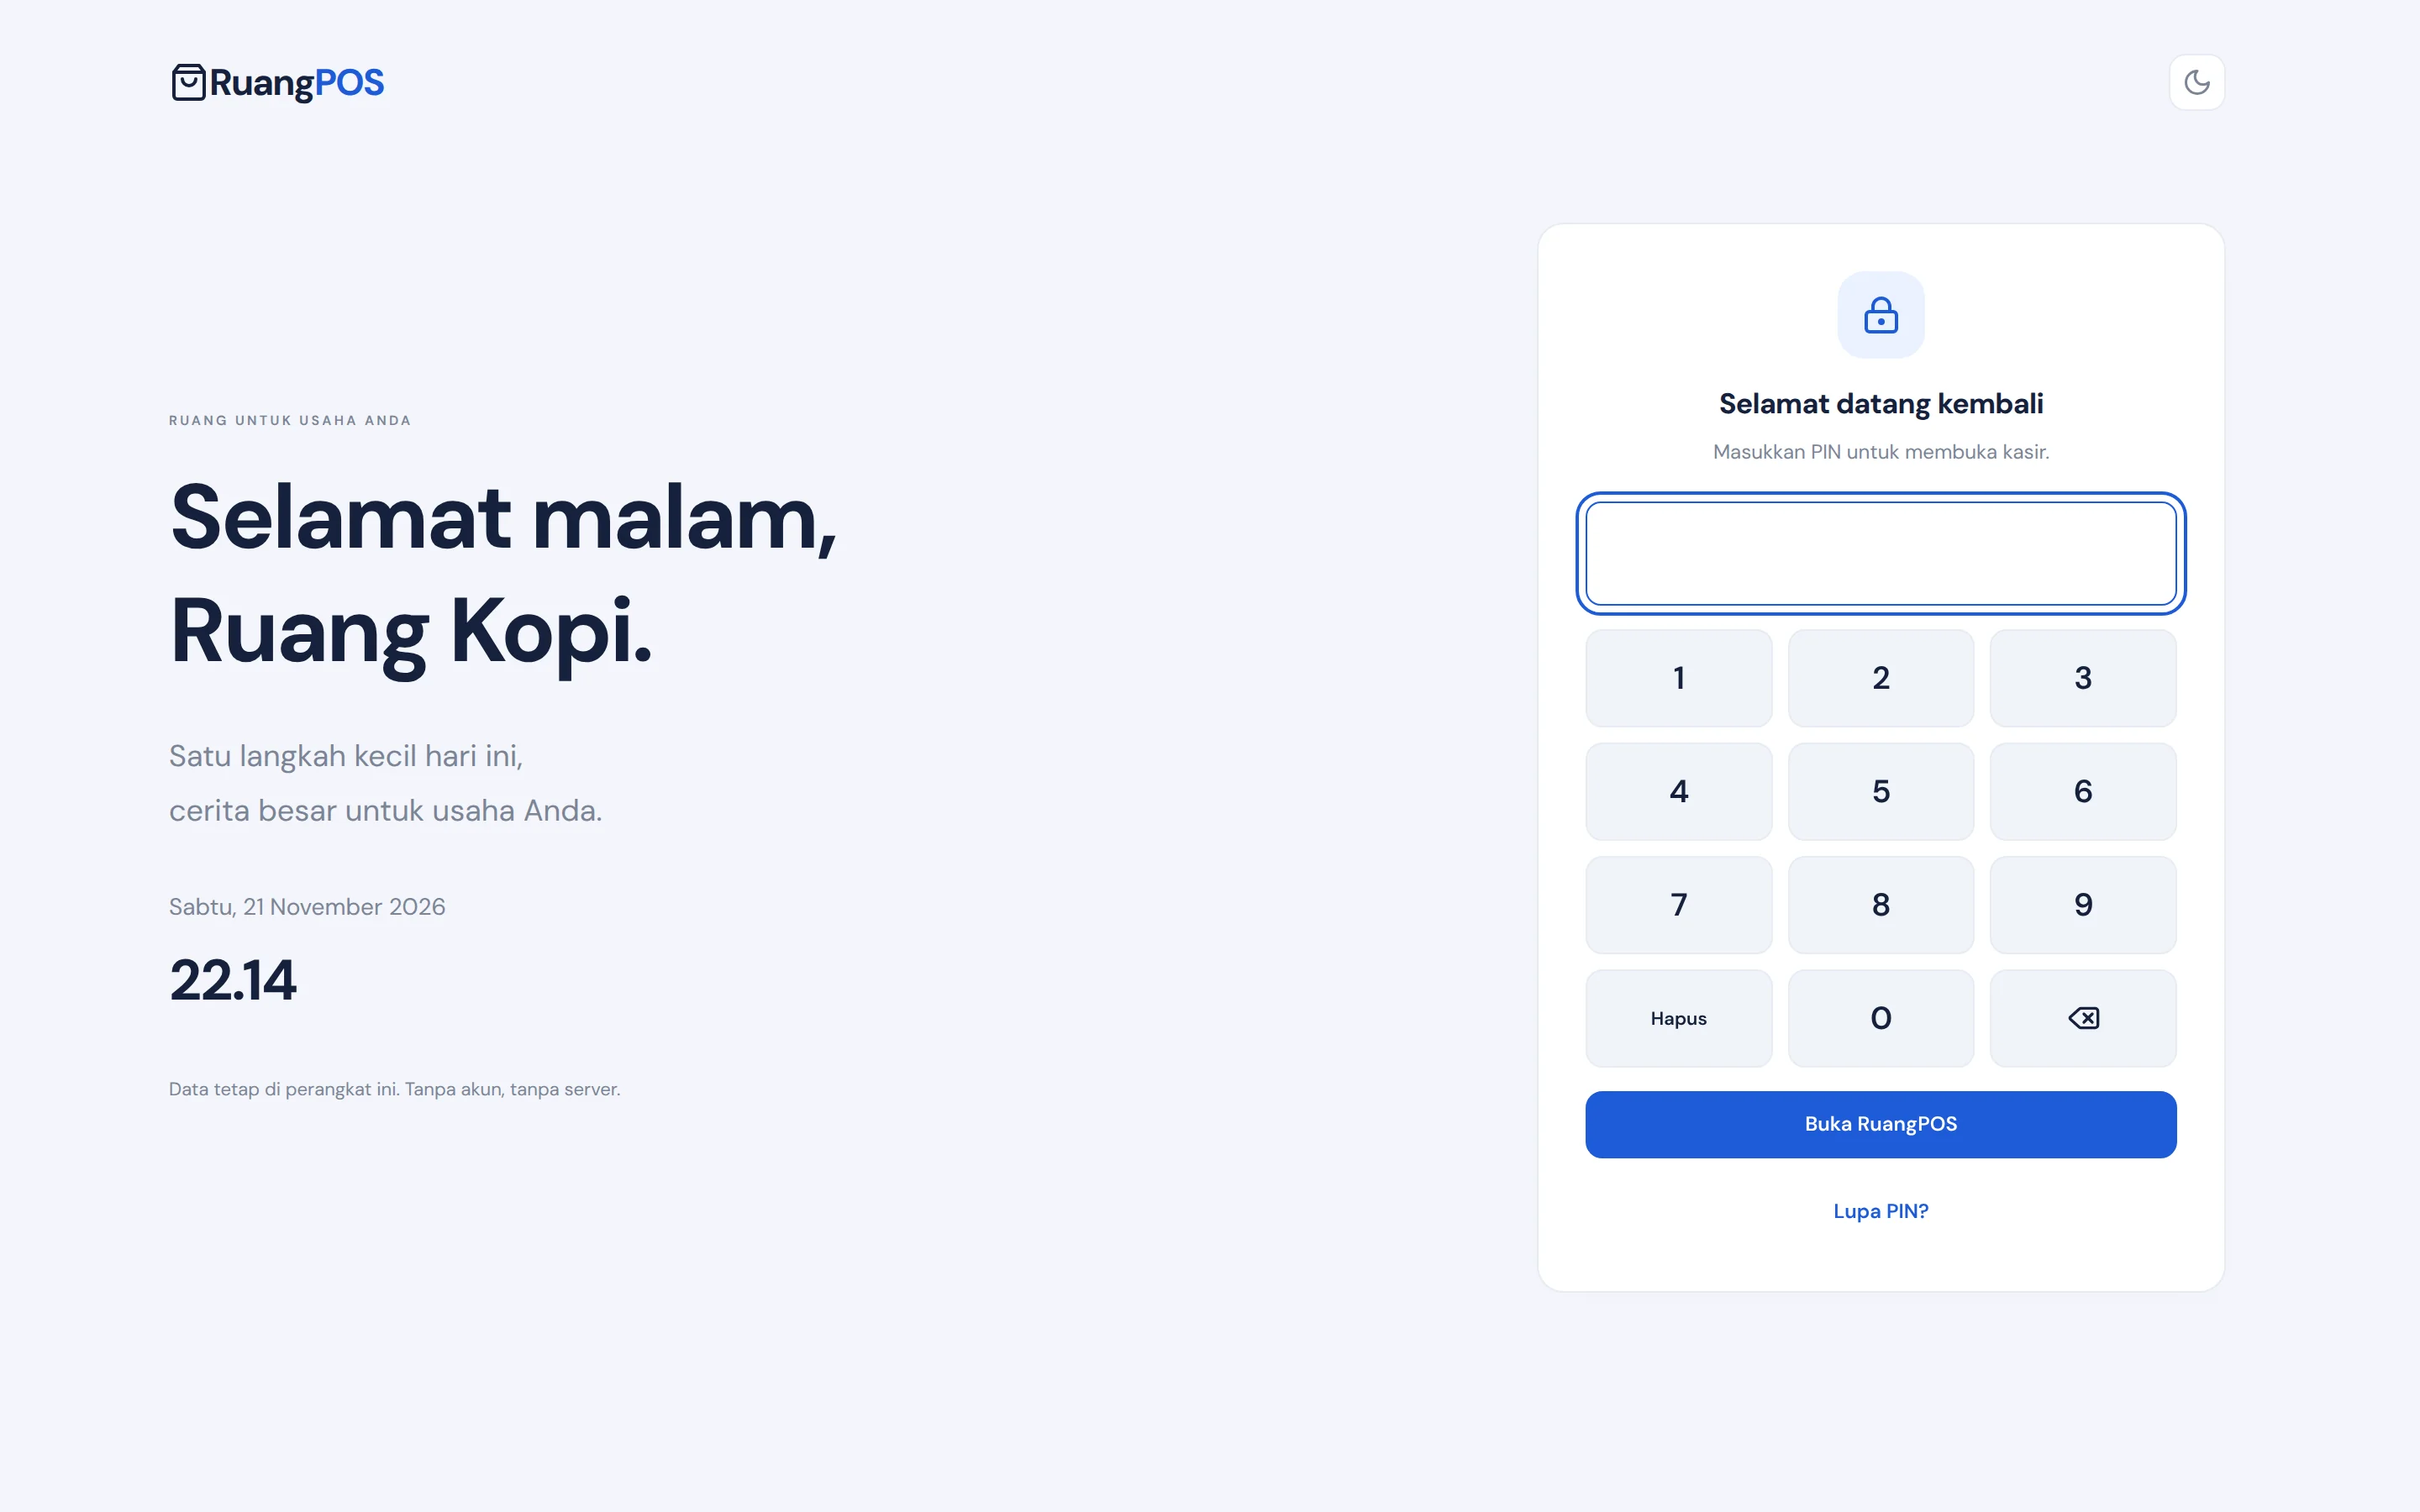 RuangPOS
RUANG UNTUK USAHA ANDA
Selamat malam,
Ruang Kopi.
Satu langkah kecil hari ini,
cerita besar untuk usaha Anda.
Sabtu, 21 November 2026
22.14
Data tetap di perangkat ini. Tanpa akun, tanpa server.
Selamat datang kembali
Masukkan PIN untuk membuka kasir.
1 2 3
4 5 6
7 8 9
Hapus 0
Buka RuangPOS
Lupa PIN?